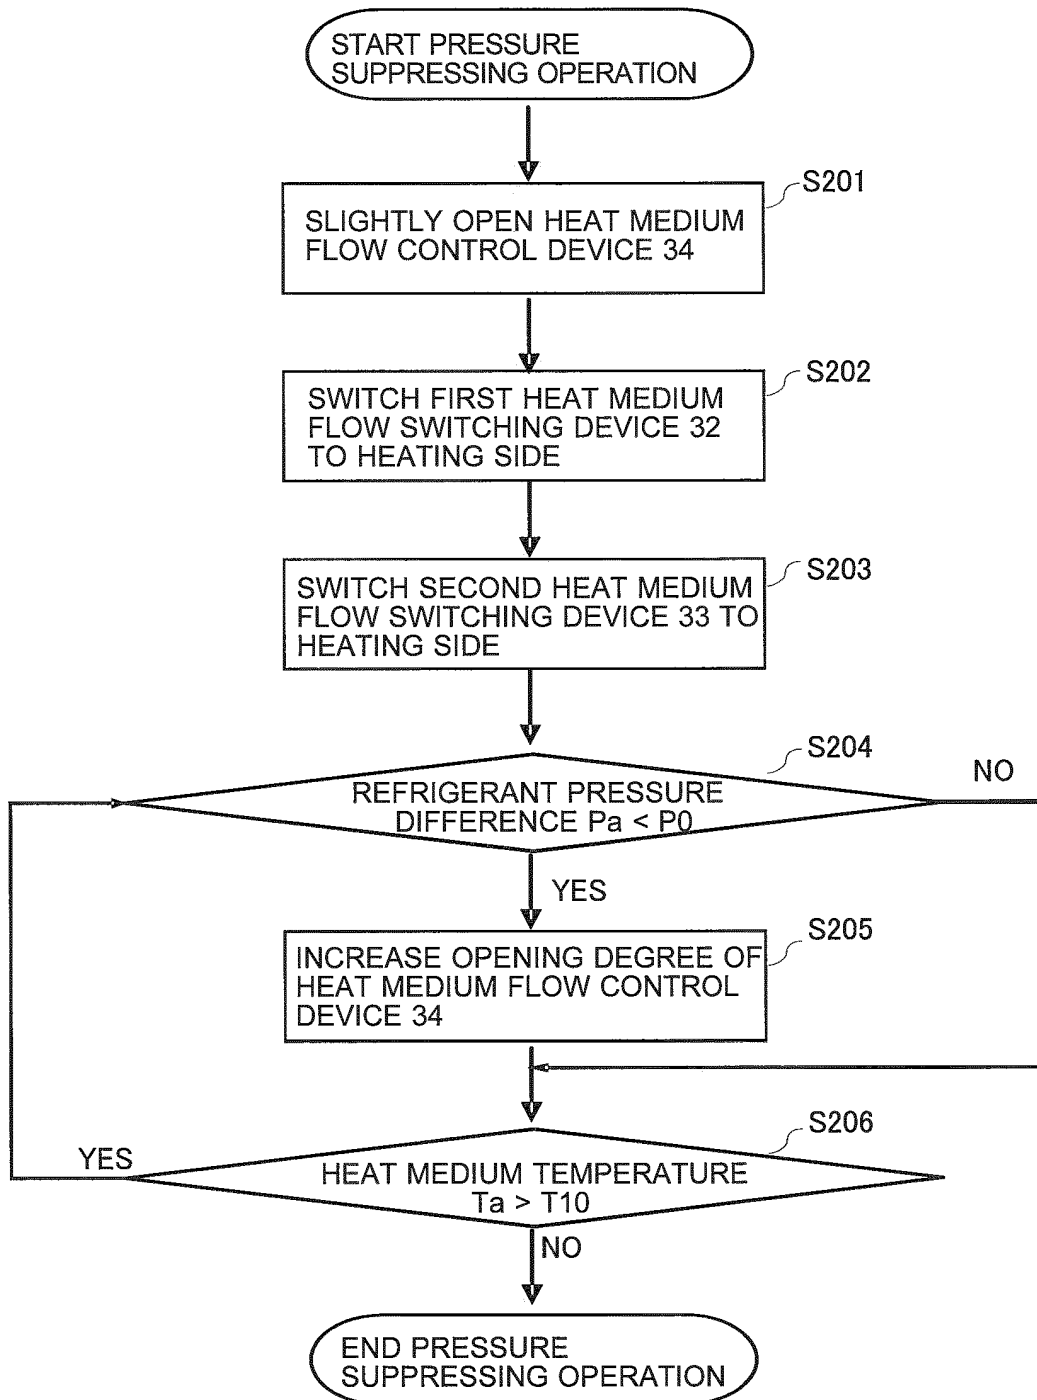 START PRESSURE
SUPPRESSING OPERATION
S201
SLIGHTLY OPEN HEAT MEDIUM
FLOW CONTROL DEVICE 34
S202
SWITCH FIRST HEAT MEDIUM
FLOW SWITCHING DEVICE 32
TO HEATING SIDE
S203
SWITCH SECOND HEAT MEDIUM
FLOW SWITCHING DEVICE 33 TO
HEATING SIDE
S204
NO
REFRIGERANT PRESSURE
DIFFERENCE Pa < P0
YES
S205
INCREASE OPENING DEGREE OF
HEAT MEDIUM FLOW CONTROL
DEVICE 34
S206
YES
HEAT MEDIUM TEMPERATURE
Ta > T10
NO
END PRESSURE
SUPPRESSING OPERATION